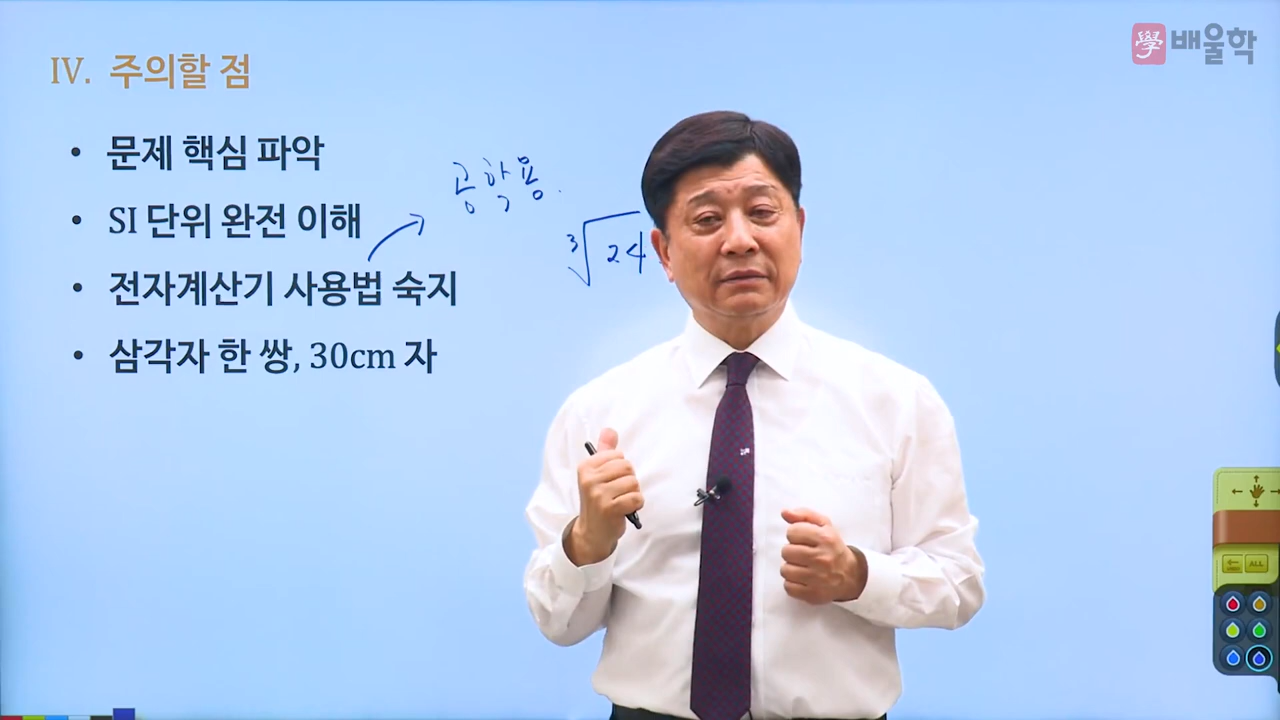 學 배울학
IV. 주의할 점
• 문제 핵심 파악
• SI 단위 완전 이해
• 전자계산기 사용법 숙지
• 삼각자 한 쌍, 30cm 자
공학용.
∛24
ALL